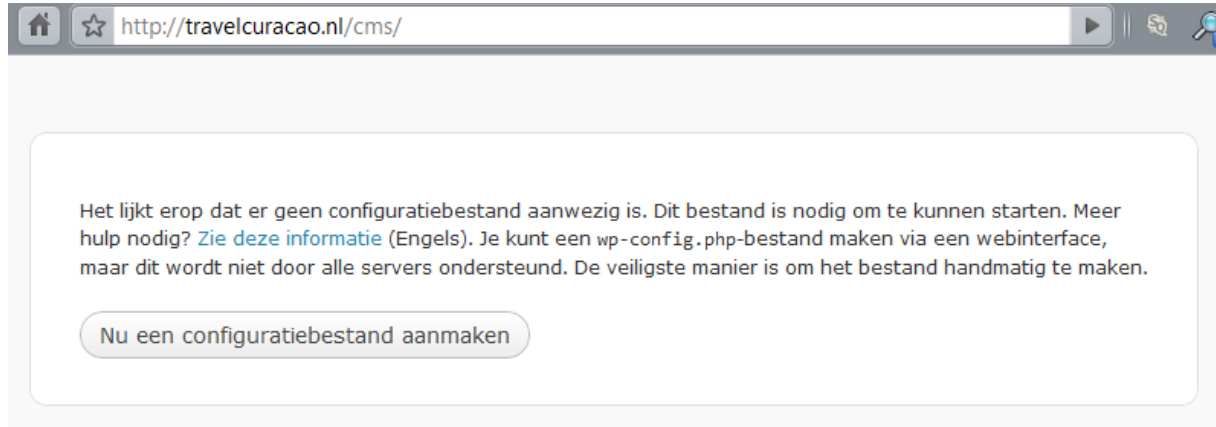 http://travelcuracao.nl/cms/
Het lijkt erop dat er geen configuratiebestand aanwezig is. Dit bestand is nodig om te kunnen starten. Meer
hulp nodig? Zie deze informatie (Engels). Je kunt een wp-config.php-bestand maken via een webinterface,
maar dit wordt niet door alle servers ondersteund. De veiligste manier is om het bestand handmatig te maken.
Nu een configuratiebestand aanmaken